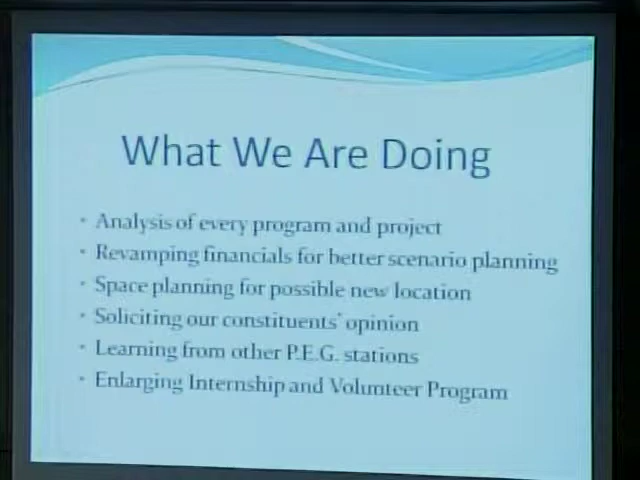 What We Are Doing
• Analysis of every program and project
• Revamping financials for better scenario planning
• Space planning for possible new location
• Soliciting our constituents' opinion
• Learning from other P.E.G. stations
• Enlarging Internship and Volunteer Program